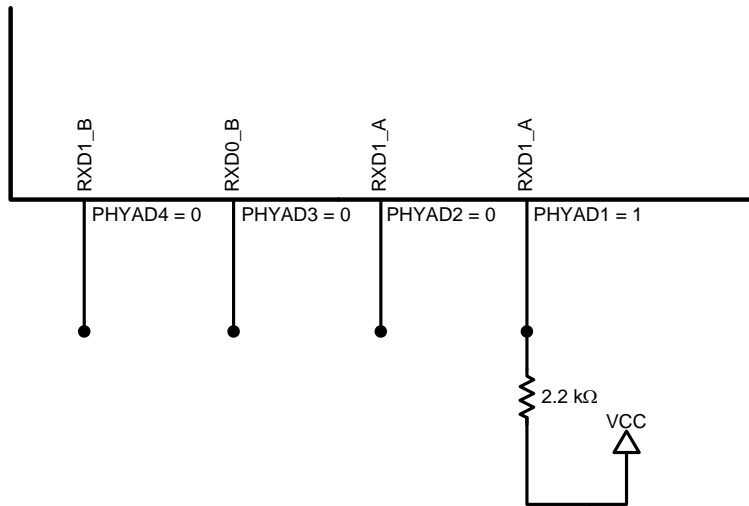 RXD1_B
RXD0_B
RXD1_A
RXD1_A
PHYAD4 = 0
PHYAD3 = 0
PHYAD2 = 0
PHYAD1 = 1
2.2 kΩ
VCC